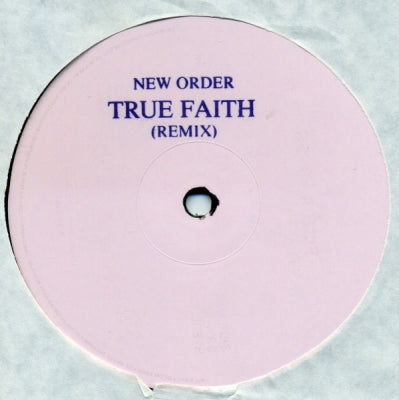 NEW ORDER
TRUE FAITH
(REMIX)